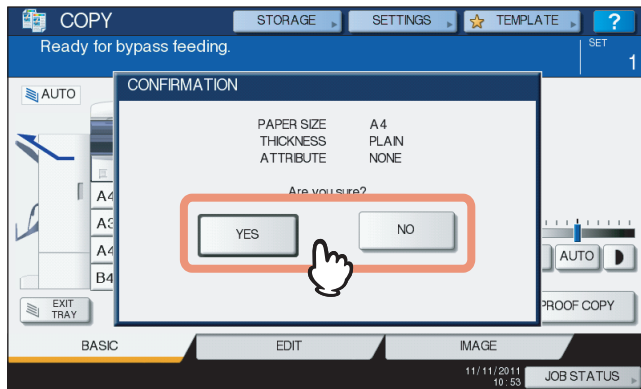 COPY
STORAGE
SETTINGS
TEMPLATE
?
Ready for bypass feeding.
SET
1
AUTO
CONFIRMATION
PAPER SIZE A4
THICKNESS PLAIN
ATTRIBUTE NONE
Are you sure?
YES
NO
A4
A3
A4
B4
AUTO
EXIT
TRAY
PROOF COPY
BASIC
EDIT
IMAGE
11/11/2011
10:53
JOB STATUS